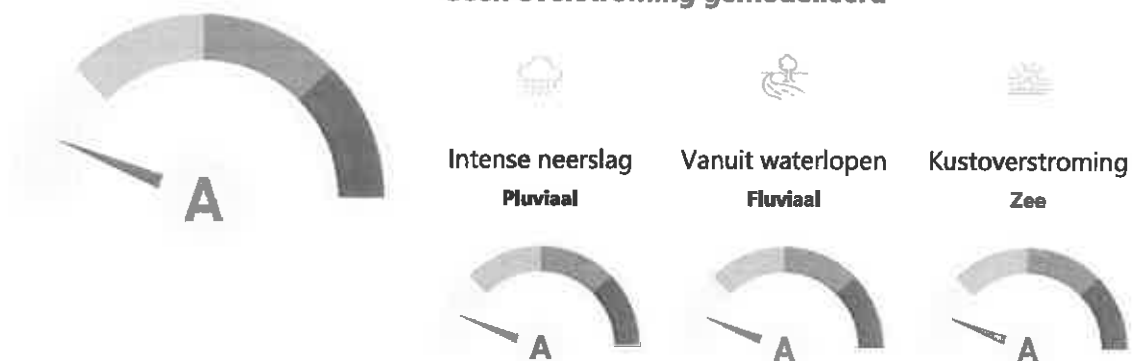 A
Intense neerslag
Vanuit waterlopen
Kustoverstroming
Pluviaal
Fluviaal
Zee
A
A
A